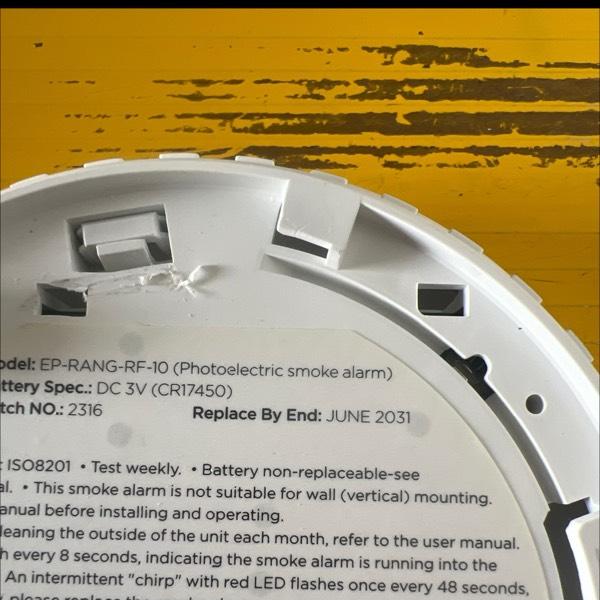 odel: EP-RANG-RF-10 (Photoelectric smoke alarm)
ttery Spec.: DC 3V (CR17450)
tch NO.: 2316 Replace By End: JUNE 2031
: ISO8201 • Test weekly. • Battery non-replaceable-see
al. • This smoke alarm is not suitable for wall (vertical) mounting.
anual before installing and operating.
leaning the outside of the unit each month, refer to the user manual.
h every 8 seconds, indicating the smoke alarm is running into the
An intermittent "chirp" with red LED flashes once every 48 seconds,
please replace the